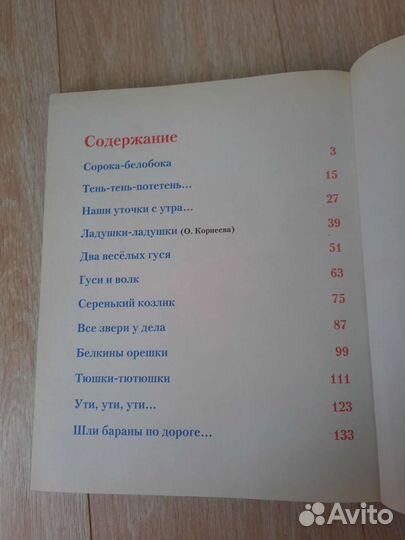 Содержание
Сорока-белобока 3
Тень-тень-потетень... 15
Наши уточки с утра... 27
Ладушки-ладушки (О. Корнеева) 39
Два весёлых гуся 51
Гуси и волк 63
Серенький козлик 75
Все звери у дела 87
Белкины орешки 99
Тюшки-тютюшки 111
Ути, ути, ути... 123
Шли бараны по дороге... 133
Avito